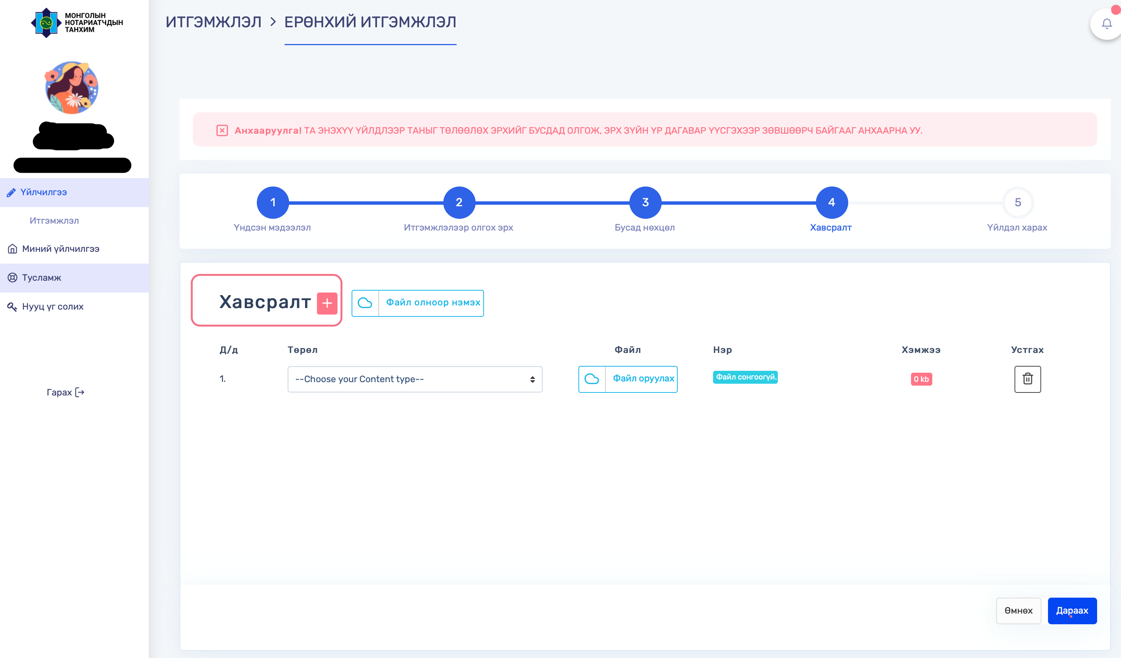 МОНГОЛЫН
НОТАРИАТЧДЫН
ТАНХИМ
ИТГЭМЖЛЭЛ > ЕРӨНХИЙ ИТГЭМЖЛЭЛ
Үйлчилгээ
Итгэмжлэл
Миний үйлчилгээ
Тусламж
Нууц үг солих
Гарах
Анхааруулга! ТА ЭНЭХҮҮ ҮЙЛДЛЭЭР ТАНЫГ ТӨЛӨӨЛӨХ ЭРХИЙГ БУСДАД ОЛГОЖ, ЭРХ ЗҮЙН ҮР ДАГАВАР ҮҮСГЭХЭЭР ЗӨВШӨӨРЧ БАЙГААГ АНХААРНА УУ.
1 2 3 4 5
Үндсэн мэдээлэл Итгэмжлэлээр олгох эрх Бусад нөхцөл Хавсралт Үйлдэл харах
Хавсралт + Файл олноор нэмэх
Д/д Төрөл Файл Нэр Хэмжээ Устгах
1. --Choose your Content type-- Файл оруулах Файл сонгоогүй. 0 kb
Өмнөх Дараах